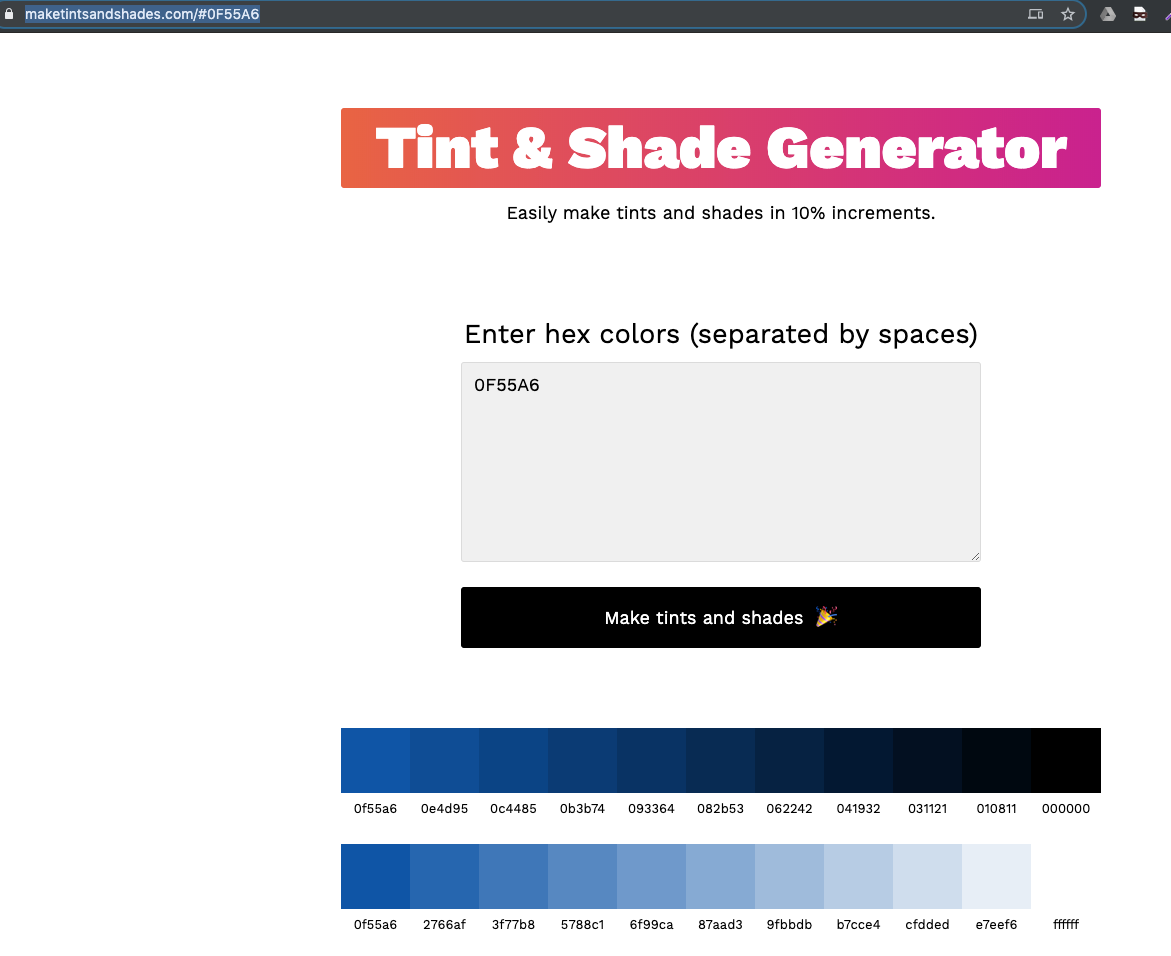 maketintsandshades.com/#0F55A6
Tint & Shade Generator
Easily make tints and shades in 10% increments.
Enter hex colors (separated by spaces)
0F55A6
Make tints and shades 🎉
0f55a6 0e4d95 0c4485 0b3b74 093364 082b53 062242 041932 031121 010811 000000
0f55a6 2766af 3f77b8 5788c1 6f99ca 87aad3 9fbbdb b7cce4 cfdded e7eef6 ffffff